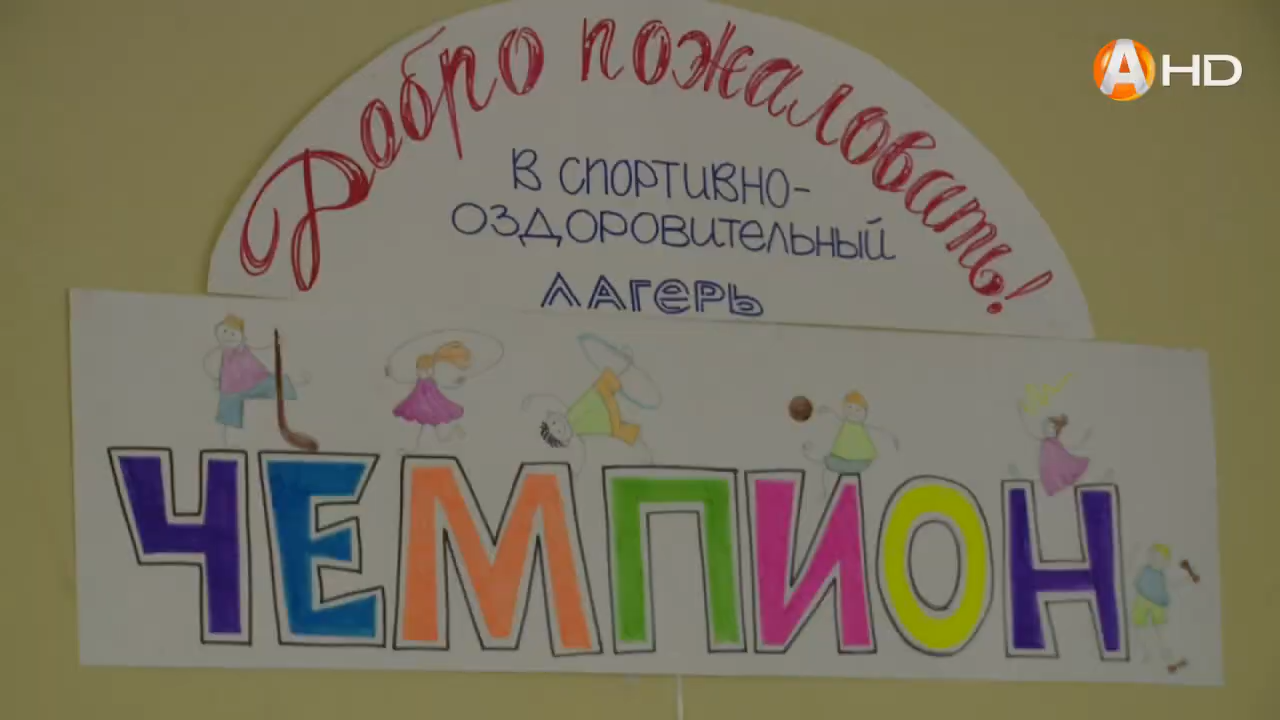 Добро пожаловать!
в спортивно-
оздоровительный
лагерь
ЧЕМПИОН
А HD